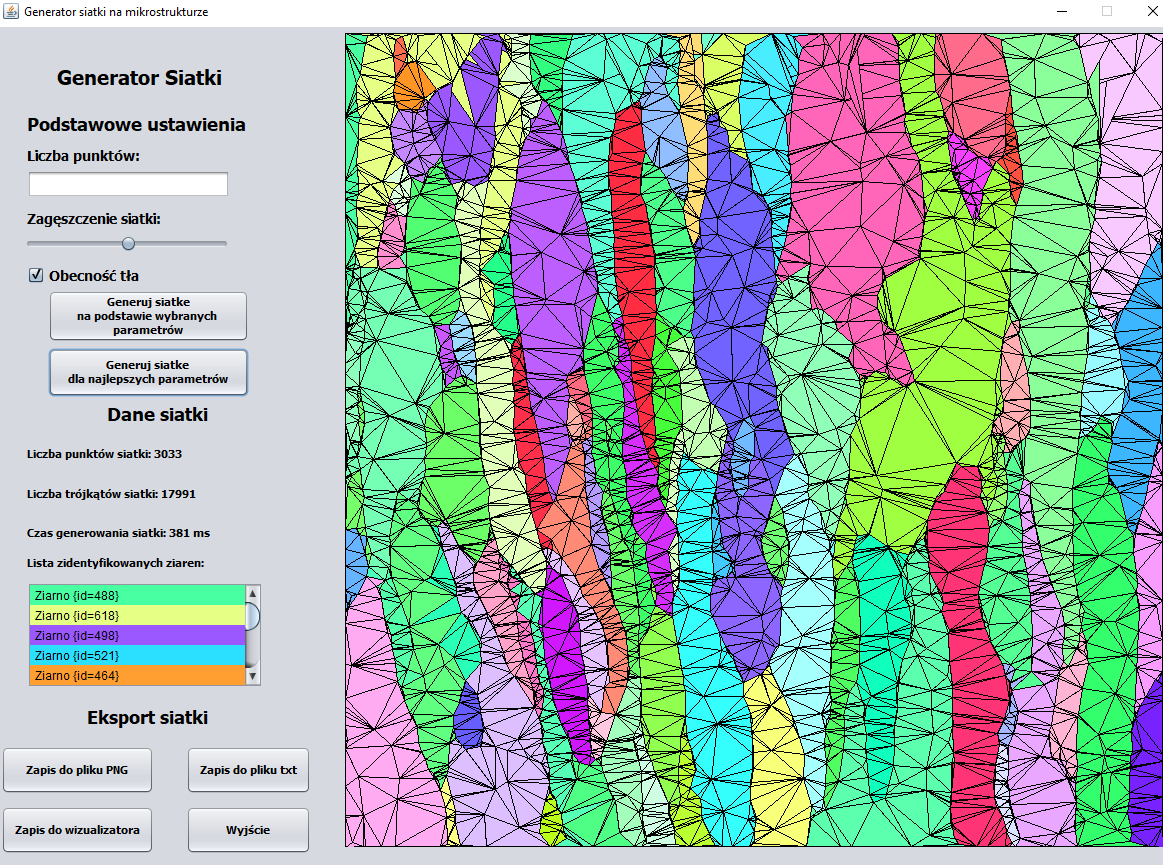 Generator siatki na mikrostrukturze
Generator Siatki
Podstawowe ustawienia
Liczba punktów:
Zagęszczenie siatki:
Obecność tła
Generuj siatke
na podstawie wybranych
parametrów
Generuj siatke
dla najlepszych parametrów
Dane siatki
Liczba punktów siatki: 3033
Liczba trójkątów siatki: 17991
Czas generowania siatki: 381 ms
Lista zidentyfikowanych ziaren:
Ziarno {id=488}
Ziarno {id=618}
Ziarno {id=498}
Ziarno {id=521}
Ziarno {id=464}
Eksport siatki
Zapis do pliku PNG
Zapis do pliku txt
Zapis do wizualizatora
Wyjście